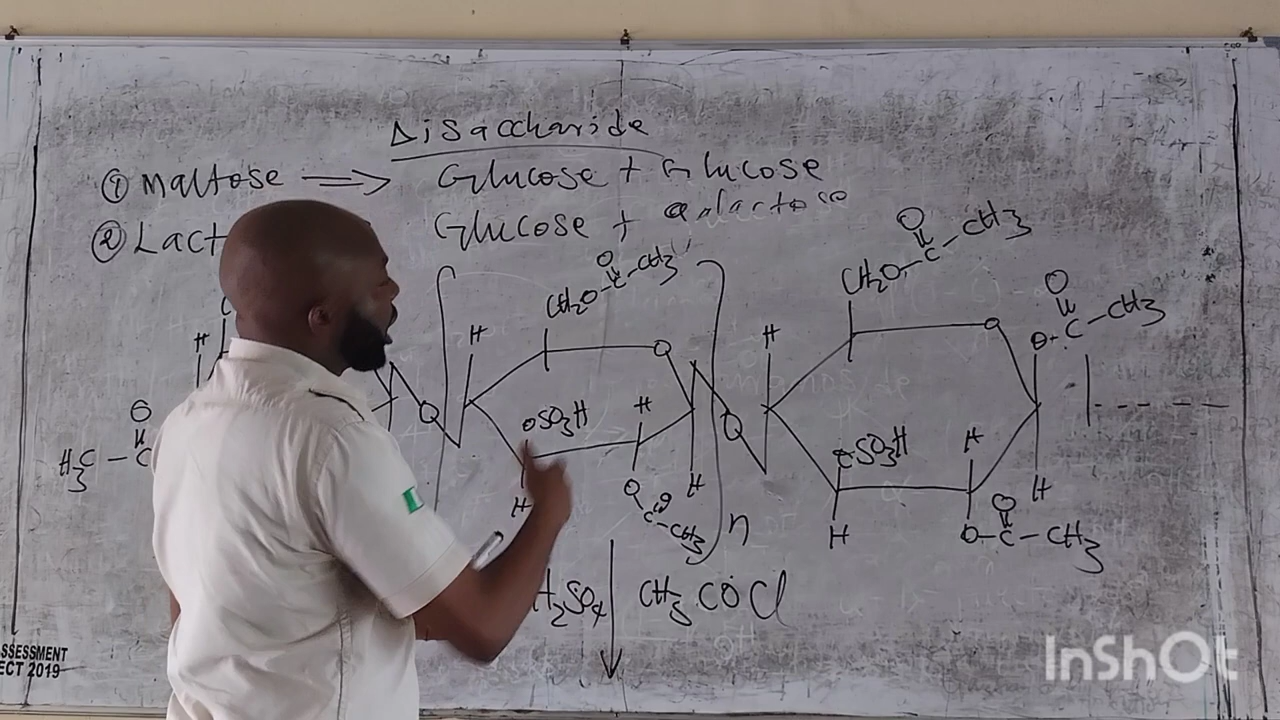 Disaccharide
① Maltose ⟹ Glucose + Glucose
② Lact Glucose + Galactose
O
CH₂O-C-CH₃
O
CH₂O-C-CH₃
O
O-C-CH₃
H H H
O
H₃C-C
O O O
OSO₃H H
OSO₃H H
H
O
O-C-CH₃
H
n
H
O
O-C-CH₃
H
H₂SO₄ CH₃COCl
SSESSMENT
ECT 2019
InShOt